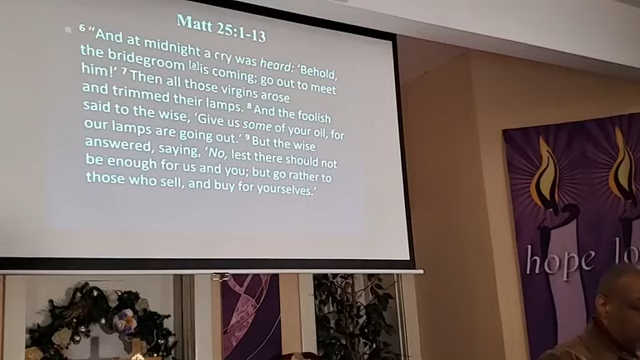 Matt 25:1-13
6 "And at midnight a cry was heard: 'Behold,
the bridegroom [a]is coming; go out to meet
him!' 7 Then all those virgins arose
and trimmed their lamps. 8 And the foolish
said to the wise, 'Give us some of your oil, for
our lamps are going out.' 9 But the wise
answered, saying, 'No, lest there should not
be enough for us and you; but go rather to
those who sell, and buy for yourselves.'
hope lo